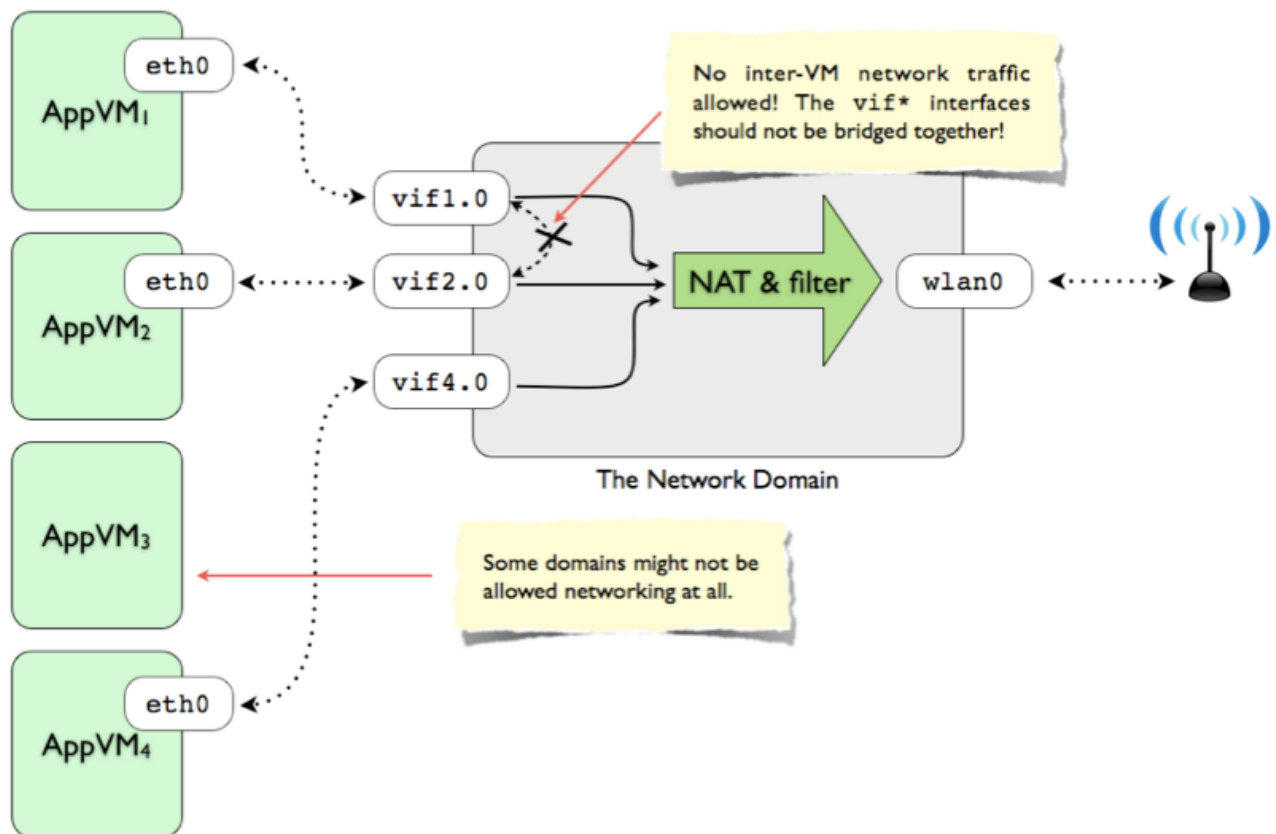 eth0
AppVM₁
No inter-VM network traffic
allowed! The vif* interfaces
should not be bridged together!
vif1.0
eth0
AppVM₂
vif2.0
NAT & filter
wlan0
vif4.0
The Network Domain
AppVM₃
Some domains might not be
allowed networking at all.
eth0
AppVM₄